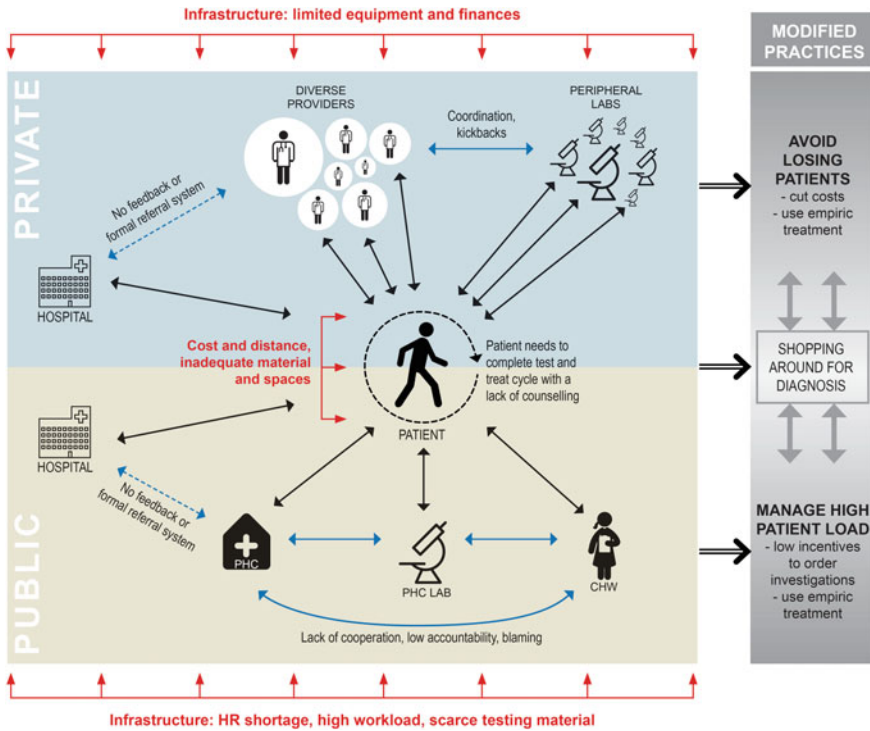 Infrastructure: limited equipment and finances
MODIFIED
PRACTICES
PRIVATE
DIVERSE
PROVIDERS
Coordination,
kickbacks
PERIPHERAL
LABS
No feedback or
formal referral system
HOSPITAL
Cost and distance,
inadequate material
and spaces
Patient needs to
complete test and
treat cycle with a
lack of counselling
PATIENT
AVOID
LOSING
PATIENTS
- cut costs
- use empiric
treatment
SHOPPING
AROUND FOR
DIAGNOSIS
PUBLIC
HOSPITAL
No feedback or
formal referral system
PHC
PHC LAB
CHW
Lack of cooperation, low accountability, blaming
MANAGE HIGH
PATIENT LOAD
- low incentives
to order
investigations
- use empiric
treatment
Infrastructure: HR shortage, high workload, scarce testing material